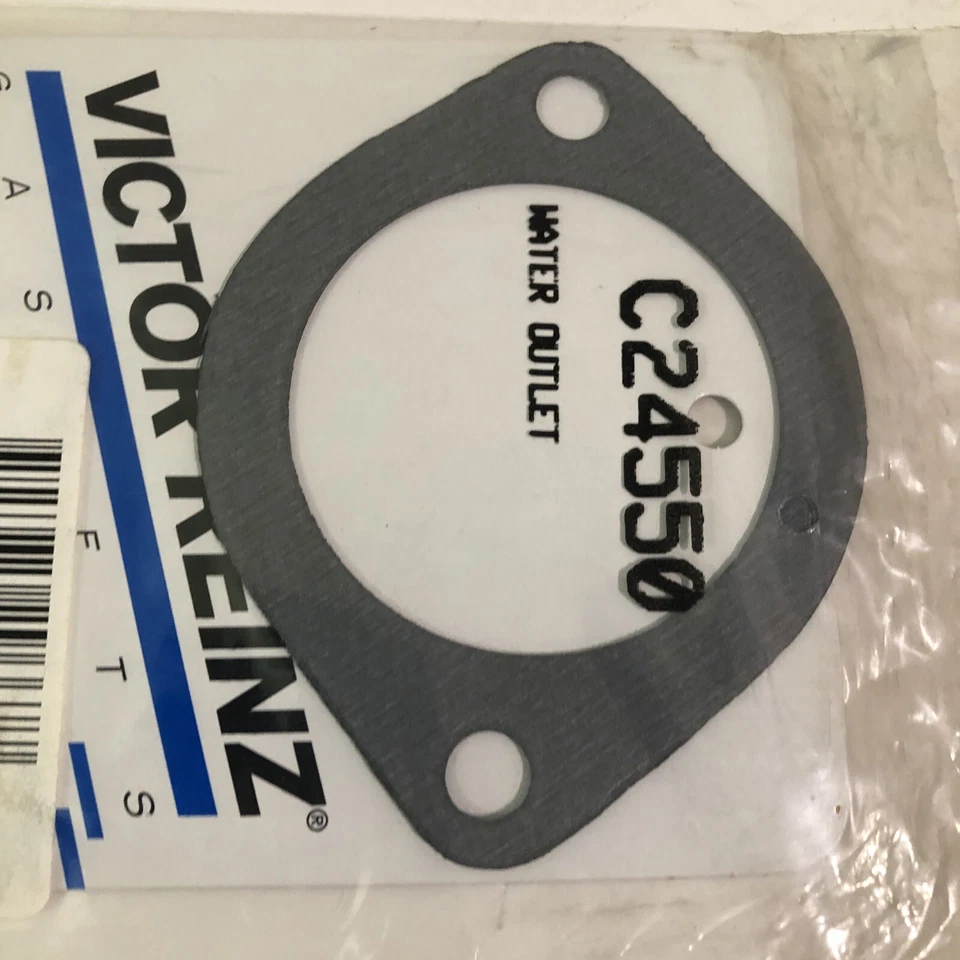 C24550
WATER OUTLET
VICTOR REINZ®
G A S E T S